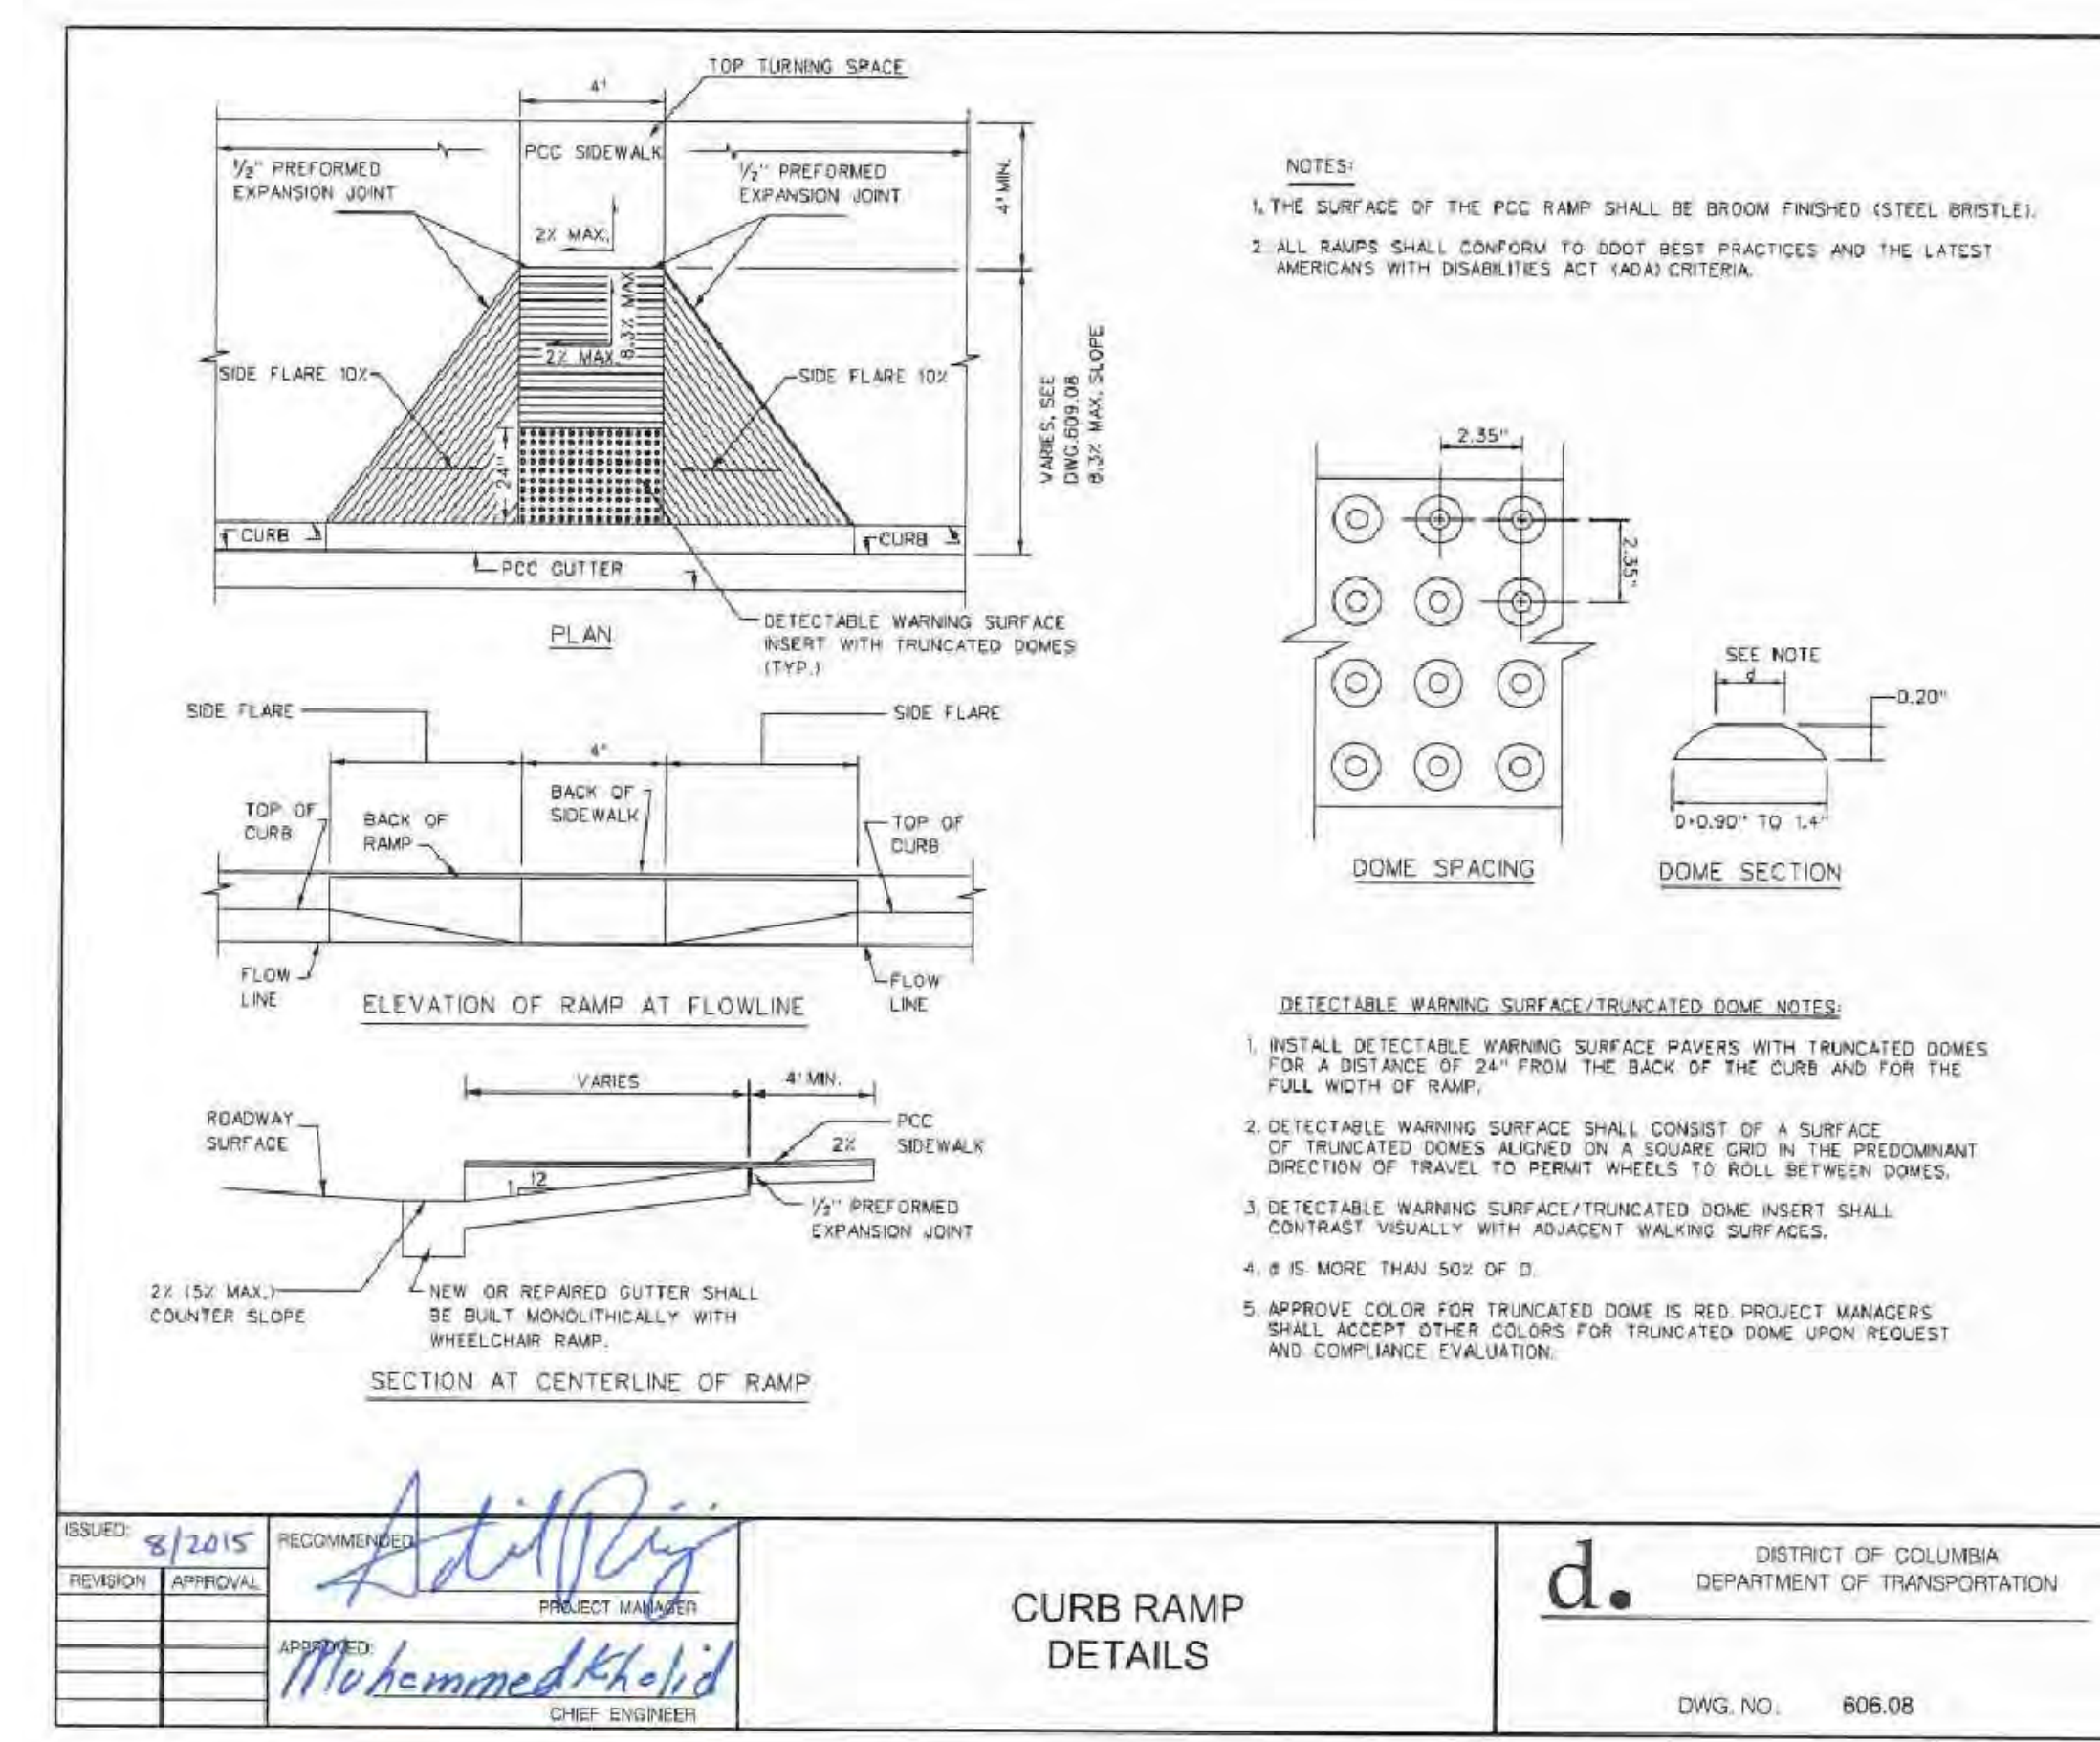 TOP TURNING SPACE
4'
PCC SIDEWALK
1/2" PREFORMED
EXPANSION JOINT
1/2" PREFORMED
EXPANSION JOINT
4' MIN.
2% MAX.
8.3% MAX
2% MAX.
SIDE FLARE 10%
SIDE FLARE 10%
VARIES, SEE
DWG.609.08
8.3% MAX. SLOPE
24"
CURB
CURB
PCC GUTTER
DETECTABLE WARNING SURFACE
INSERT WITH TRUNCATED DOMES
(TYP.)
PLAN
SIDE FLARE
SIDE FLARE
4'
TOP OF
CURB
BACK OF
RAMP
BACK OF
SIDEWALK
TOP OF
CURB
FLOW
LINE
FLOW
LINE
ELEVATION OF RAMP AT FLOWLINE
VARIES
4' MIN.
ROADWAY
SURFACE
PCC
SIDEWALK
2%
1
12
1/2" PREFORMED
EXPANSION JOINT
2% (5% MAX.)
COUNTER SLOPE
NEW OR REPAIRED GUTTER SHALL
BE BUILT MONOLITHICALLY WITH
WHEELCHAIR RAMP.
SECTION AT CENTERLINE OF RAMP
NOTES:
1. THE SURFACE OF THE PCC RAMP SHALL BE BROOM FINISHED (STEEL BRISTLE).
2. ALL RAMPS SHALL CONFORM TO DDOT BEST PRACTICES AND THE LATEST
AMERICANS WITH DISABILITIES ACT (ADA) CRITERIA.
2.35"
2.35"
SEE NOTE
d
0.20"
D=0.90" TO 1.4"
DOME SPACING
DOME SECTION
DETECTABLE WARNING SURFACE/TRUNCATED DOME NOTES:
1. INSTALL DETECTABLE WARNING SURFACE PAVERS WITH TRUNCATED DOMES
FOR A DISTANCE OF 24" FROM THE BACK OF THE CURB AND FOR THE
FULL WIDTH OF RAMP.
2. DETECTABLE WARNING SURFACE SHALL CONSIST OF A SURFACE
OF TRUNCATED DOMES ALIGNED ON A SQUARE GRID IN THE PREDOMINANT
DIRECTION OF TRAVEL TO PERMIT WHEELS TO ROLL BETWEEN DOMES.
3. DETECTABLE WARNING SURFACE/TRUNCATED DOME INSERT SHALL
CONTRAST VISUALLY WITH ADJACENT WALKING SURFACES.
4. d IS MORE THAN 50% OF D.
5. APPROVE COLOR FOR TRUNCATED DOME IS RED. PROJECT MANAGERS
SHALL ACCEPT OTHER COLORS FOR TRUNCATED DOME UPON REQUEST
AND COMPLIANCE EVALUATION.
ISSUED: 8/2015
REVISION
APPROVAL
RECOMMENDED
PROJECT MANAGER
APPROVED:
Muhammed Khalid
CHIEF ENGINEER
CURB RAMP
DETAILS
d.
DISTRICT OF COLUMBIA
DEPARTMENT OF TRANSPORTATION
DWG. NO. 606.08